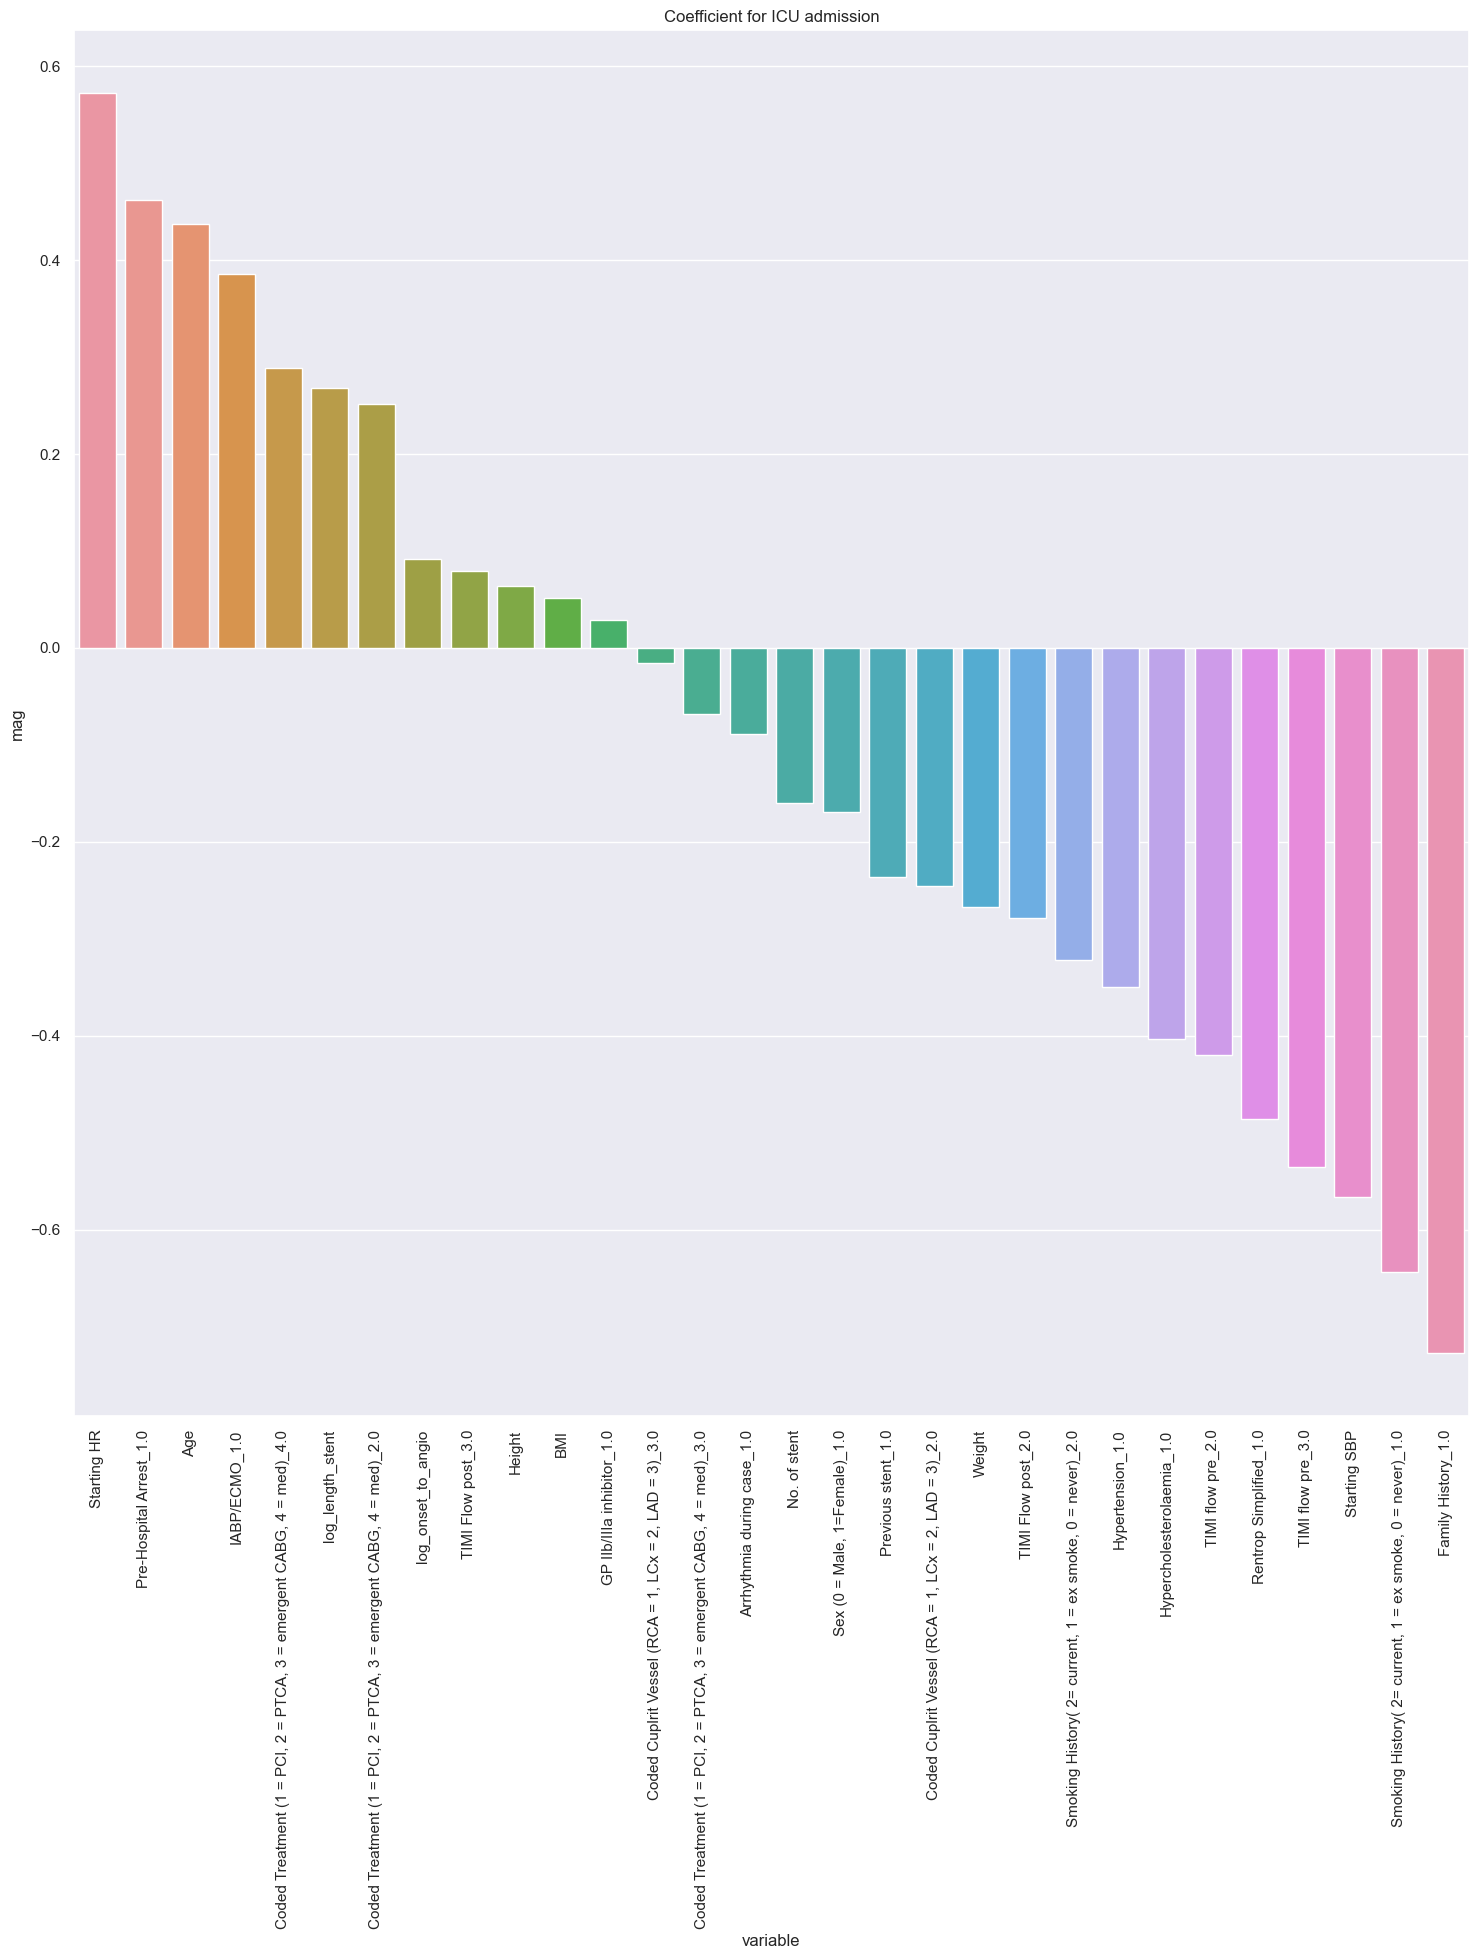 Coefficient for ICU admission
0.6
0.4
0.2
0.0
−0.2
−0.4
−0.6
mag
Starting HR
Pre-Hospital Arrest_1.0
Age
IABP/ECMO_1.0
Coded Treatment (1 = PCI, 2 = PTCA, 3 = emergent CABG, 4 = med)_4.0
log_length_stent
Coded Treatment (1 = PCI, 2 = PTCA, 3 = emergent CABG, 4 = med)_2.0
log_onset_to_angio
TIMI Flow post_3.0
Height
BMI
GP IIb/IIIa inhibitor_1.0
Coded Cuplrit Vessel (RCA = 1, LCx = 2, LAD = 3)_3.0
Coded Treatment (1 = PCI, 2 = PTCA, 3 = emergent CABG, 4 = med)_3.0
Arrhythmia during case_1.0
No. of stent
Sex (0 = Male, 1=Female)_1.0
Previous stent_1.0
Coded Cuplrit Vessel (RCA = 1, LCx = 2, LAD = 3)_2.0
Weight
TIMI Flow post_2.0
Smoking History( 2= current, 1 = ex smoke, 0 = never)_2.0
Hypertension_1.0
Hypercholesterolaemia_1.0
TIMI flow pre_2.0
Rentrop Simplified_1.0
TIMI flow pre_3.0
Starting SBP
Smoking History( 2= current, 1 = ex smoke, 0 = never)_1.0
Family History_1.0
variable